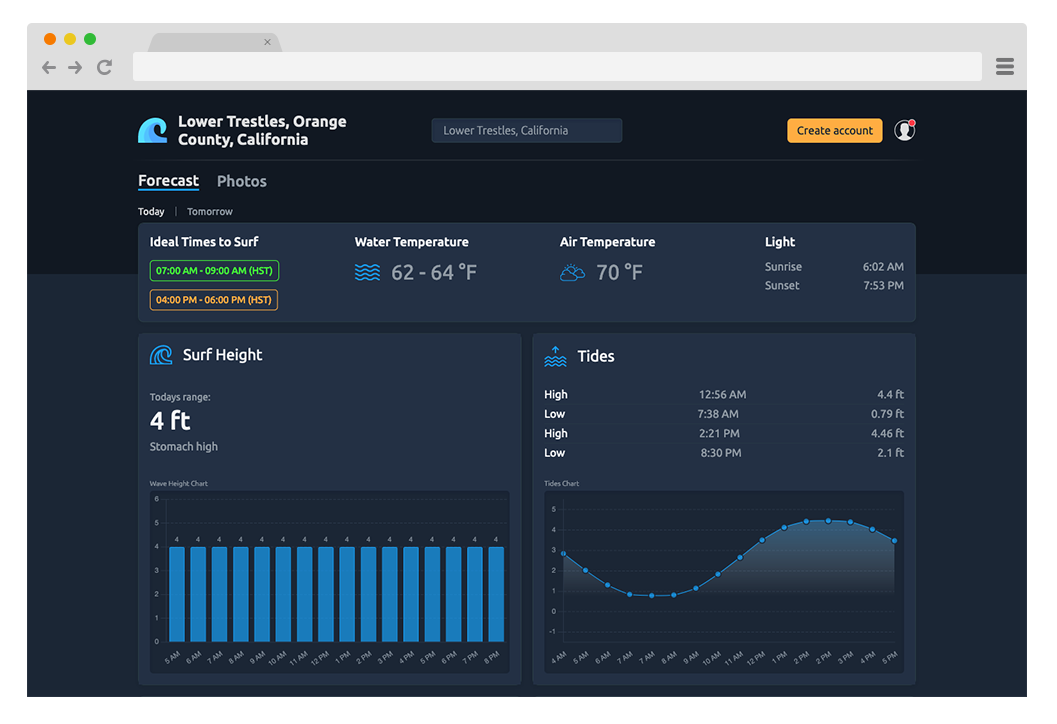 Lower Trestles, Orange
County, California
Lower Trestles, California
Create account
Forecast Photos
Today | Tomorrow
Ideal Times to Surf
07:00 AM - 09:00 AM (HST)
04:00 PM - 06:00 PM (HST)
Water Temperature
62 - 64 °F
Air Temperature
70 °F
Light
Sunrise 6:02 AM
Sunset 7:53 PM
Surf Height
Todays range:
4 ft
Stomach high
Wave Height Chart
6
5
4
3
2
1
0
4 4 4 4 4 4 4 4 4 4 4 4 4 4 4 4
5 AM 6 AM 7 AM 8 AM 9 AM 10 AM 11 AM 12 PM 1 PM 2 PM 3 PM 4 PM 5 PM 6 PM 7 PM 8 PM
Tides
High 12:56 AM 4.4 ft
Low 7:38 AM 0.79 ft
High 2:21 PM 4.46 ft
Low 8:30 PM 2.1 ft
Tides Chart
5
4
3
2
1
0
-1
4 AM 5 AM 6 AM 7 AM 7 AM 8 AM 9 AM 10 AM 11 AM 12 PM 1 PM 2 PM 2 PM 3 PM 4 PM 5 PM